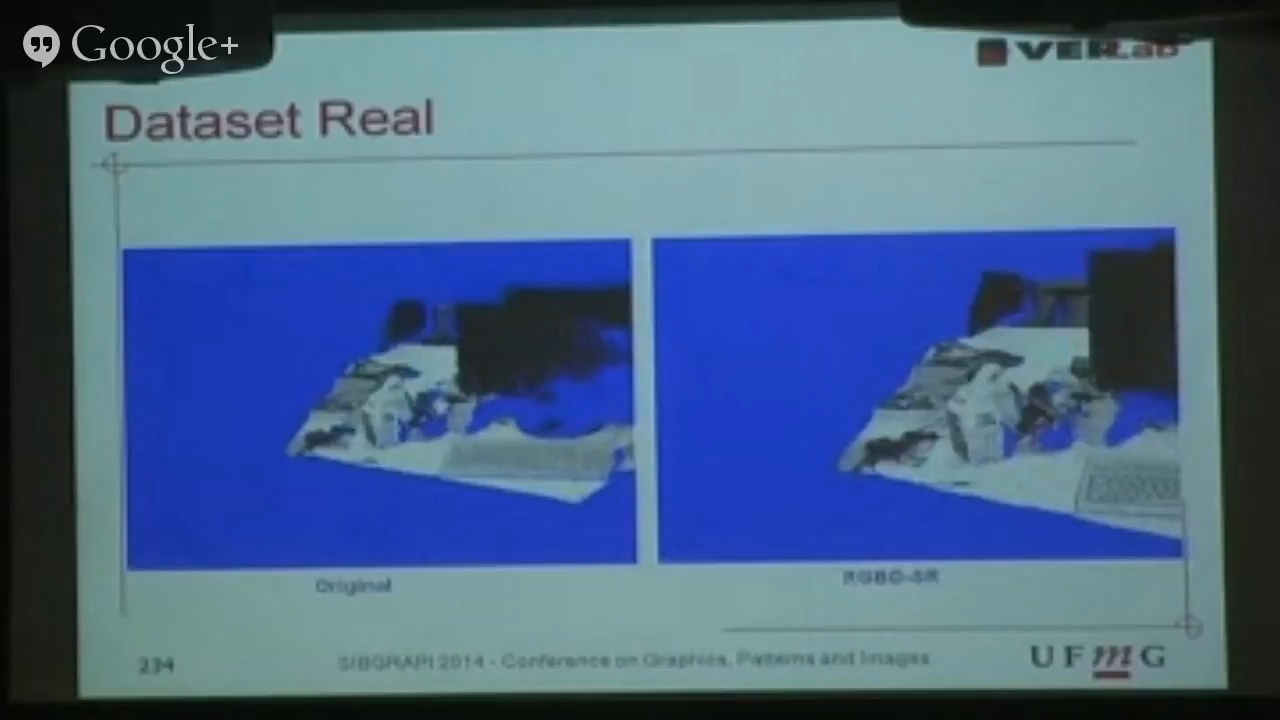 Google+
VERLab
Dataset Real
Original
RGBD-SR
234
SIBGRAPI 2014 - Conference on Graphics, Patterns and Images
UFMG